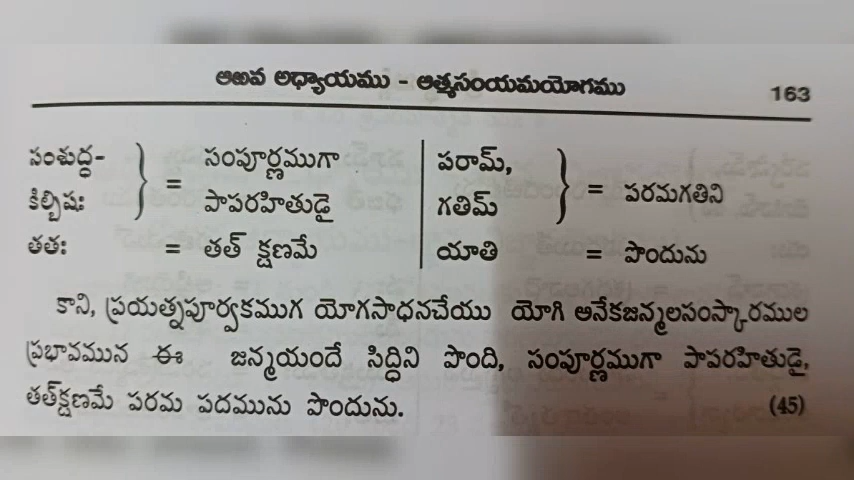 ఆఱవ అధ్యాయము - ఆత్మసంయమయోగము 163
సంశుద్ధ- } = సంపూర్ణముగా
కిల్బిషః పాపరహితుడై
తతః = తత్ క్షణమే
పరామ్, } = పరమగతిని
గతిమ్
యాతి = పొందును
కాని, ప్రయత్నపూర్వకముగ యోగసాధనచేయు యోగి అనేకజన్మలసంస్కారముల
ప్రభావమున ఈ జన్మయందే సిద్ధిని పొంది, సంపూర్ణముగా పాపరహితుడై,
తత్‌క్షణమే పరమ పదమును పొందును. (45)